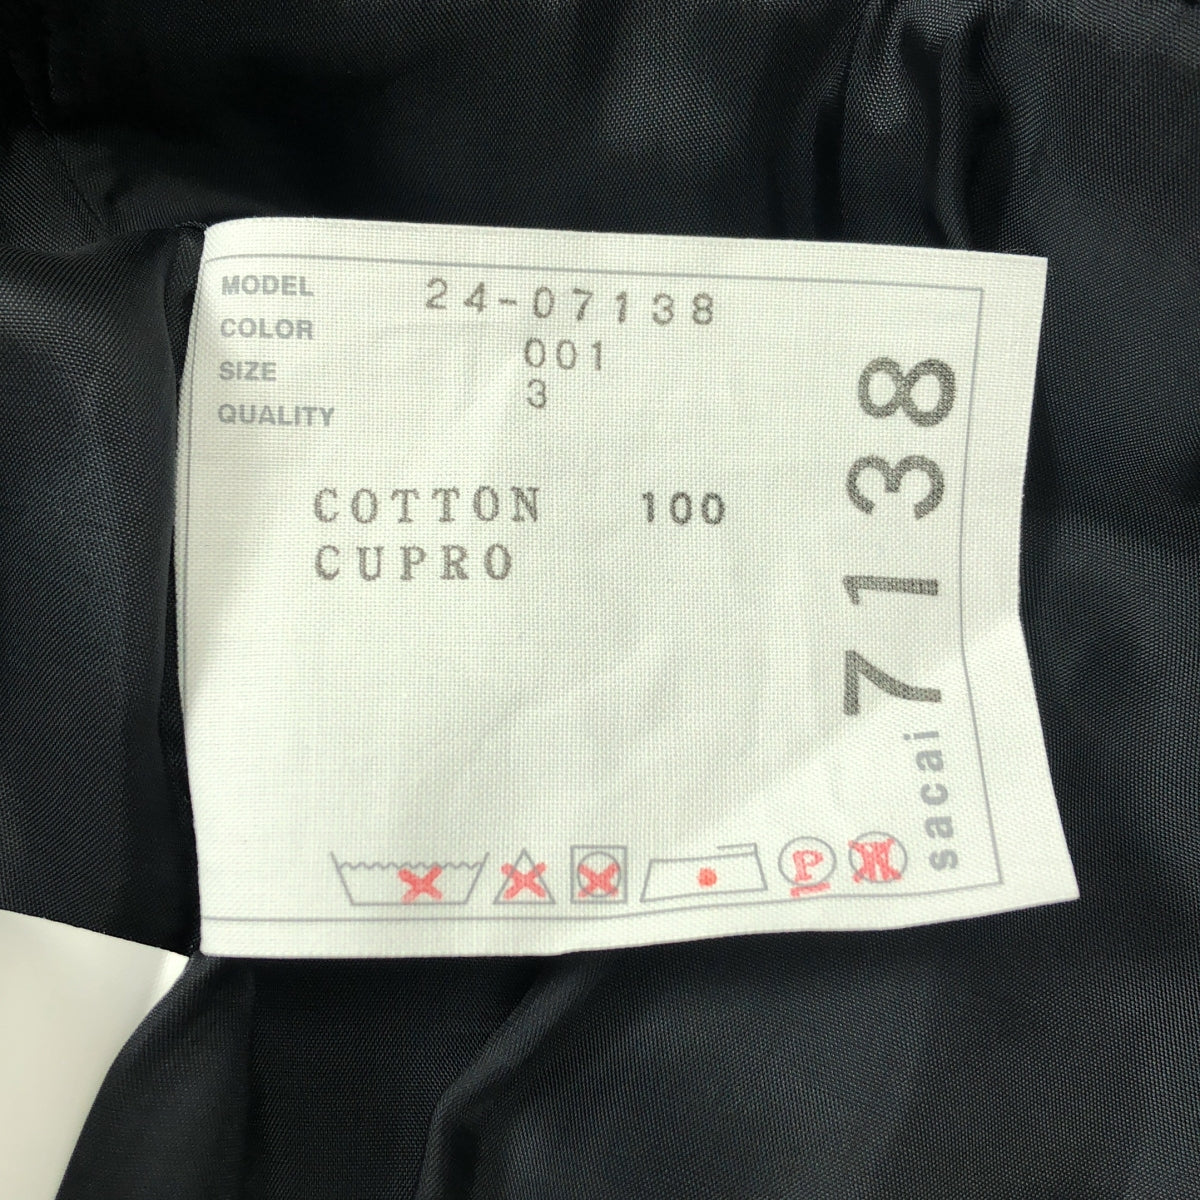 MODEL 24-07138
COLOR 001
SIZE 3
QUALITY
COTTON 100
CUPRO
sacai 7138
P